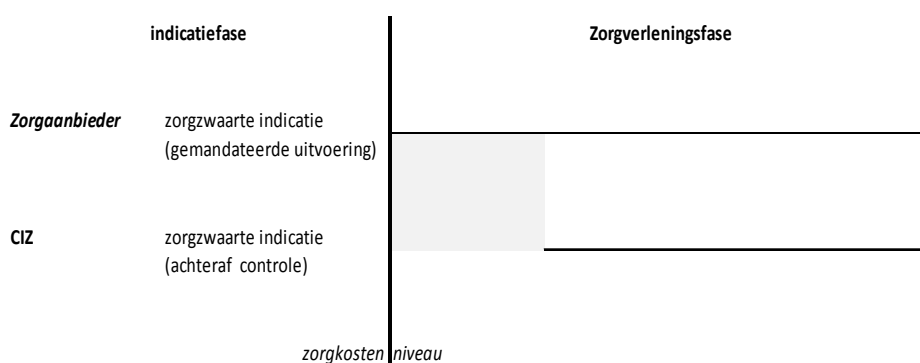 indicatiefase Zorgverleningsfase
Zorgaanbieder zorgzwaarte indicatie
(gemandateerde uitvoering)
CIZ zorgzwaarte indicatie
(achteraf controle)
zorgkosten niveau